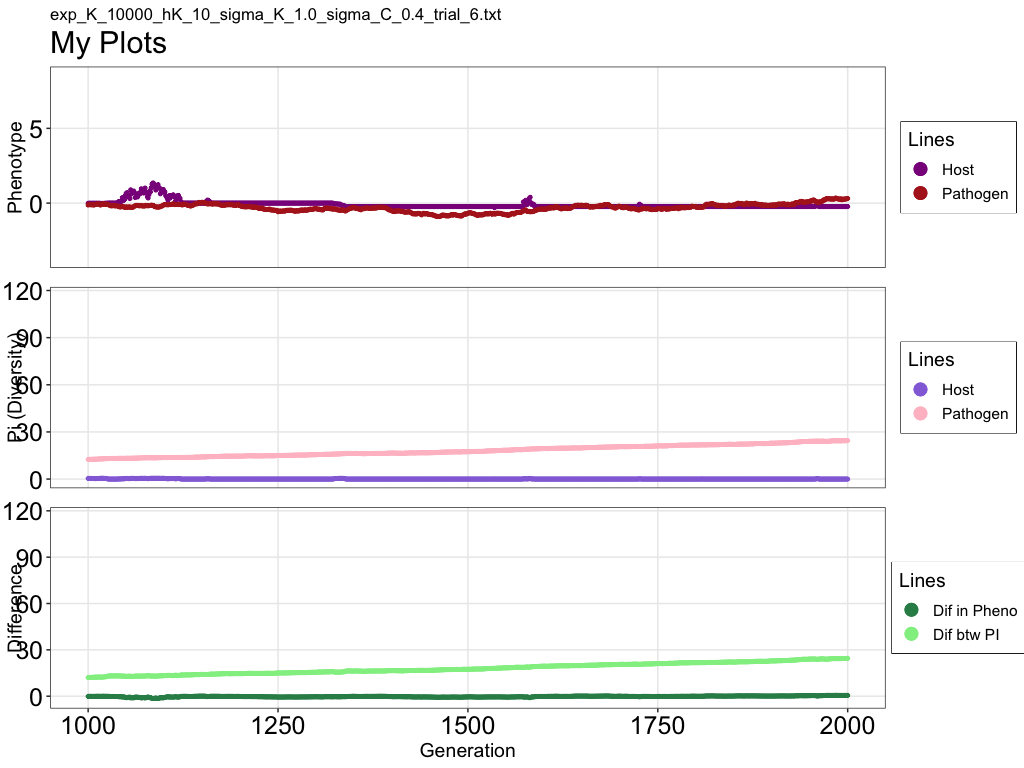 exp_K_10000_hK_10_sigma_K_1.0_sigma_C_0.4_trial_6.txt
My Plots
Phenotype
5
0
Lines
Host
Pathogen
Pi (Diversity)
120
90
60
30
0
Lines
Host
Pathogen
Difference
120
90
60
30
0
Lines
Dif in Pheno
Dif btw PI
1000 1250 1500 1750 2000
Generation